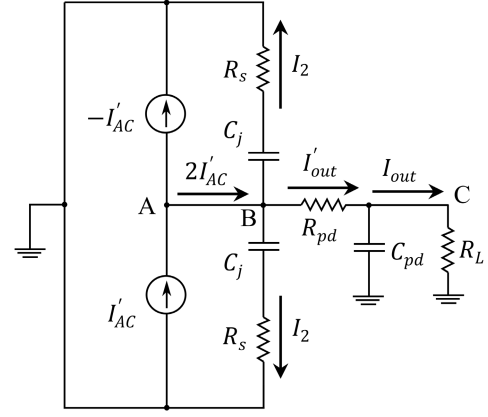 R_s
I_2
−I'_AC
C_j
2I'_AC
I'_out
I_out
A
B
C
R_pd
C_pd
R_L
C_j
I'_AC
R_s
I_2